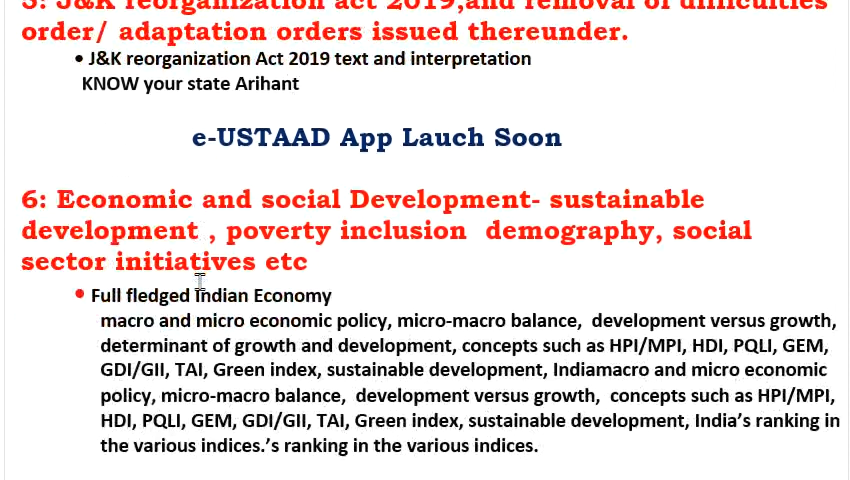 5: J&K reorganization act 2019,and removal of difficulties
order/ adaptation orders issued thereunder.
• J&K reorganization Act 2019 text and interpretation
KNOW your state Arihant
e-USTAAD App Lauch Soon
6: Economic and social Development- sustainable
development , poverty inclusion demography, social
sector initiatives etc
• Full fledged Indian Economy
macro and micro economic policy, micro-macro balance, development versus growth,
determinant of growth and development, concepts such as HPI/MPI, HDI, PQLI, GEM,
GDI/GII, TAI, Green index, sustainable development, Indiamacro and micro economic
policy, micro-macro balance, development versus growth, concepts such as HPI/MPI,
HDI, PQLI, GEM, GDI/GII, TAI, Green index, sustainable development, India’s ranking in
the various indices.’s ranking in the various indices.